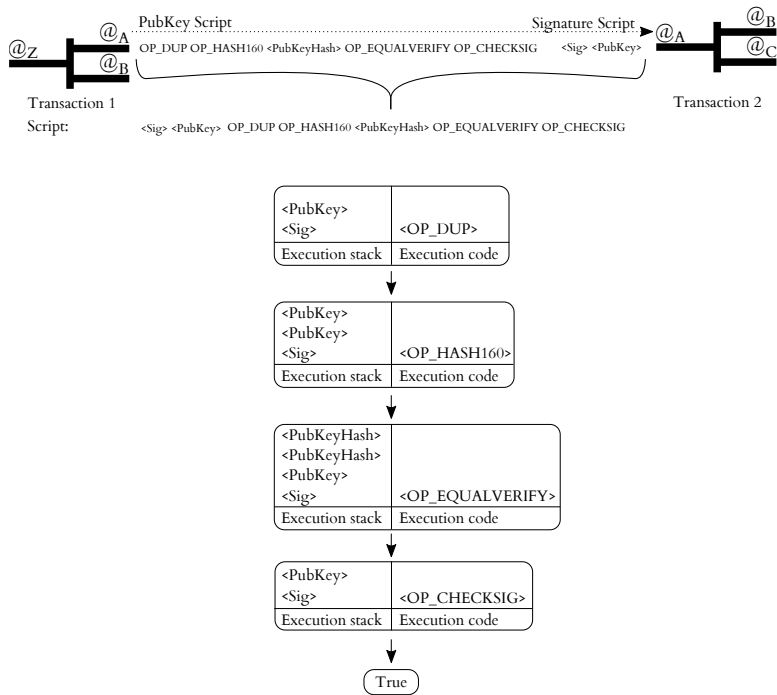 PubKey Script
Signature Script
@Z
@A
@B
OP_DUP OP_HASH160 <PubKeyHash> OP_EQUALVERIFY OP_CHECKSIG
<Sig> <PubKey>
@A
@B
@C
Transaction 1
Transaction 2
Script:
<Sig> <PubKey> OP_DUP OP_HASH160 <PubKeyHash> OP_EQUALVERIFY OP_CHECKSIG
<PubKey>
<Sig> <OP_DUP>
Execution stack Execution code
<PubKey>
<PubKey>
<Sig> <OP_HASH160>
Execution stack Execution code
<PubKeyHash>
<PubKeyHash>
<PubKey>
<Sig> <OP_EQUALVERIFY>
Execution stack Execution code
<PubKey>
<Sig> <OP_CHECKSIG>
Execution stack Execution code
True